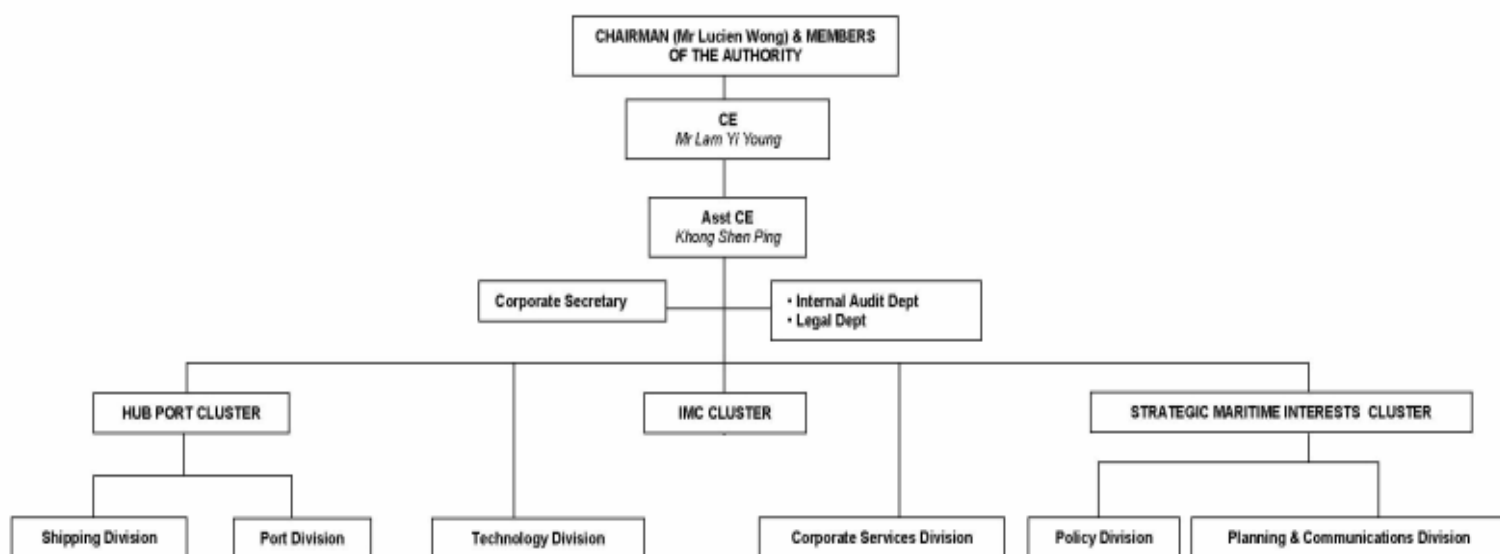 CHAIRMAN (Mr Lucien Wong) & MEMBERS
OF THE AUTHORITY
CE
Mr Lam Yi Young
Asst CE
Khong Shen Ping
Corporate Secretary
• Internal Audit Dept
• Legal Dept
HUB PORT CLUSTER
IMC CLUSTER
STRATEGIC MARITIME INTERESTS CLUSTER
Shipping Division
Port Division
Technology Division
Corporate Services Division
Policy Division
Planning & Communications Division